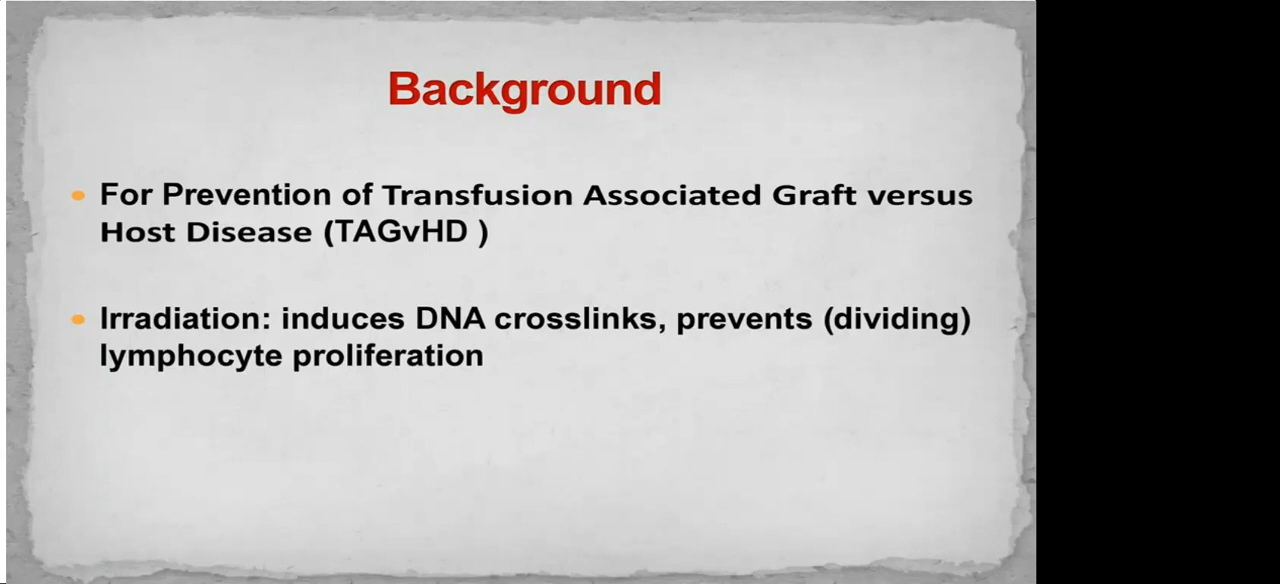 Background
For Prevention of Transfusion Associated Graft versus
Host Disease (TAGvHD )
Irradiation: induces DNA crosslinks, prevents (dividing)
lymphocyte proliferation